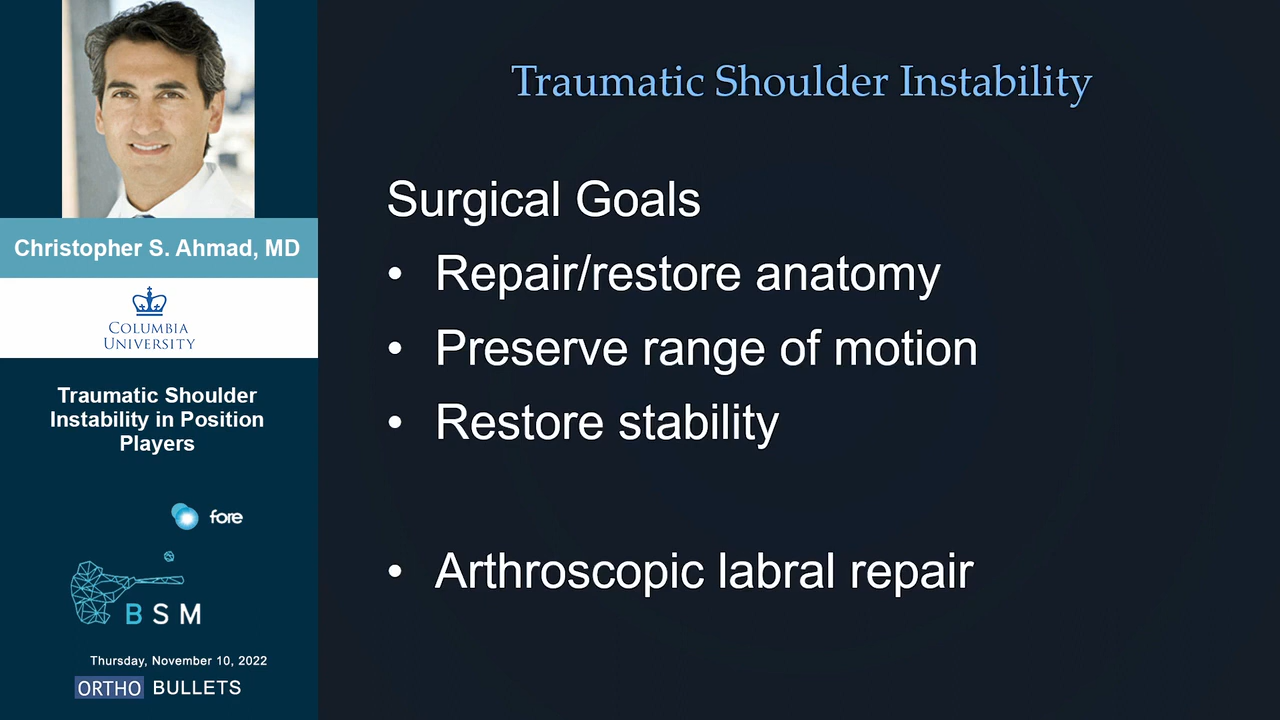 Christopher S. Ahmad, MD
COLUMBIA
UNIVERSITY
Traumatic Shoulder
Instability in Position
Players
fore
BSM
Thursday, November 10, 2022
ORTHO BULLETS
Traumatic Shoulder Instability
Surgical Goals
• Repair/restore anatomy
• Preserve range of motion
• Restore stability
• Arthroscopic labral repair